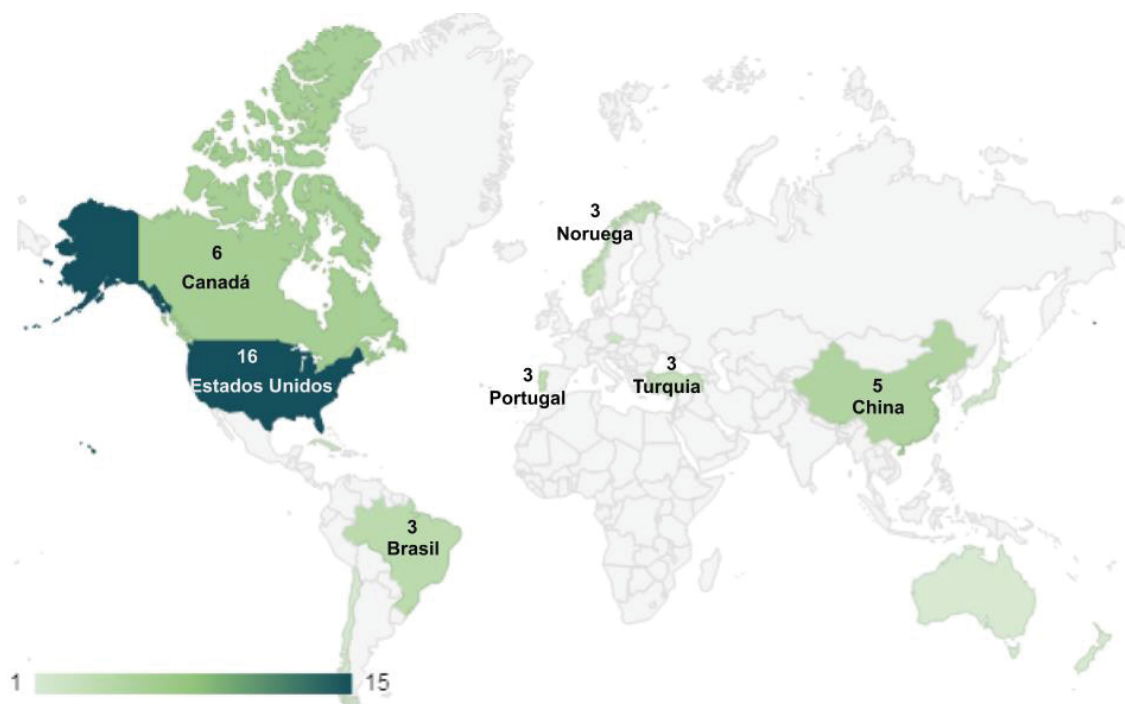 3
Noruega
6
Canadá
16
Estados Unidos
3
Portugal
3
Turquia
5
China
3
Brasil
1
15